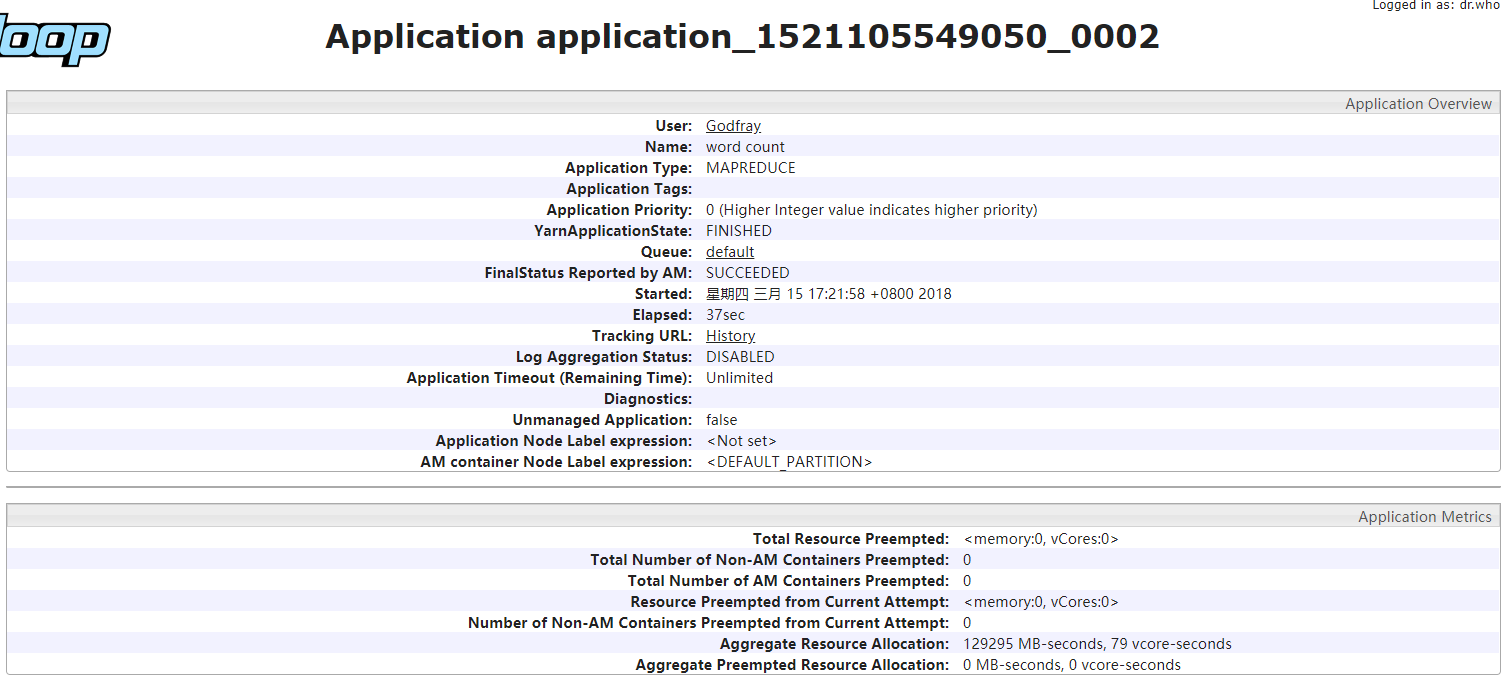 Logged in as: dr.who
loop
Application application_1521105549050_0002
Application Overview
User: Godfray
Name: word count
Application Type: MAPREDUCE
Application Tags:
Application Priority: 0 (Higher Integer value indicates higher priority)
YarnApplicationState: FINISHED
Queue: default
FinalStatus Reported by AM: SUCCEEDED
Started: 星期四 三月 15 17:21:58 +0800 2018
Elapsed: 37sec
Tracking URL: History
Log Aggregation Status: DISABLED
Application Timeout (Remaining Time): Unlimited
Diagnostics:
Unmanaged Application: false
Application Node Label expression: <Not set>
AM container Node Label expression: <DEFAULT_PARTITION>
Application Metrics
Total Resource Preempted: <memory:0, vCores:0>
Total Number of Non-AM Containers Preempted: 0
Total Number of AM Containers Preempted: 0
Resource Preempted from Current Attempt: <memory:0, vCores:0>
Number of Non-AM Containers Preempted from Current Attempt: 0
Aggregate Resource Allocation: 129295 MB-seconds, 79 vcore-seconds
Aggregate Preempted Resource Allocation: 0 MB-seconds, 0 vcore-seconds